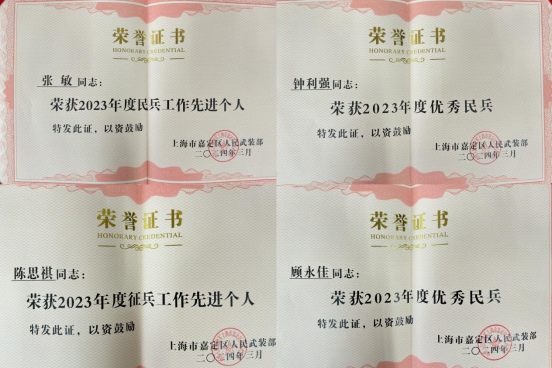 荣誉证书
HONORARY CREDENTIAL
张敏同志：
荣获2023年度民兵工作先进个人
特发此证，以资鼓励
上海市嘉定区人民武装部
二〇二四年三月
荣誉证书
HONORARY CREDENTIAL
钟利强同志：
荣获2023年度优秀民兵
特发此证，以资鼓励
上海市嘉定区人民武装部
二〇二四年三月
荣誉证书
HONORARY CREDENTIAL
陈思祺同志：
荣获2023年度征兵工作先进个人
特发此证，以资鼓励
上海市嘉定区人民武装部
二〇二四年三月
荣誉证书
HONORARY CREDENTIAL
顾永佳同志：
荣获2023年度优秀民兵
特发此证，以资鼓励
上海市嘉定区人民武装部
二〇二四年三月